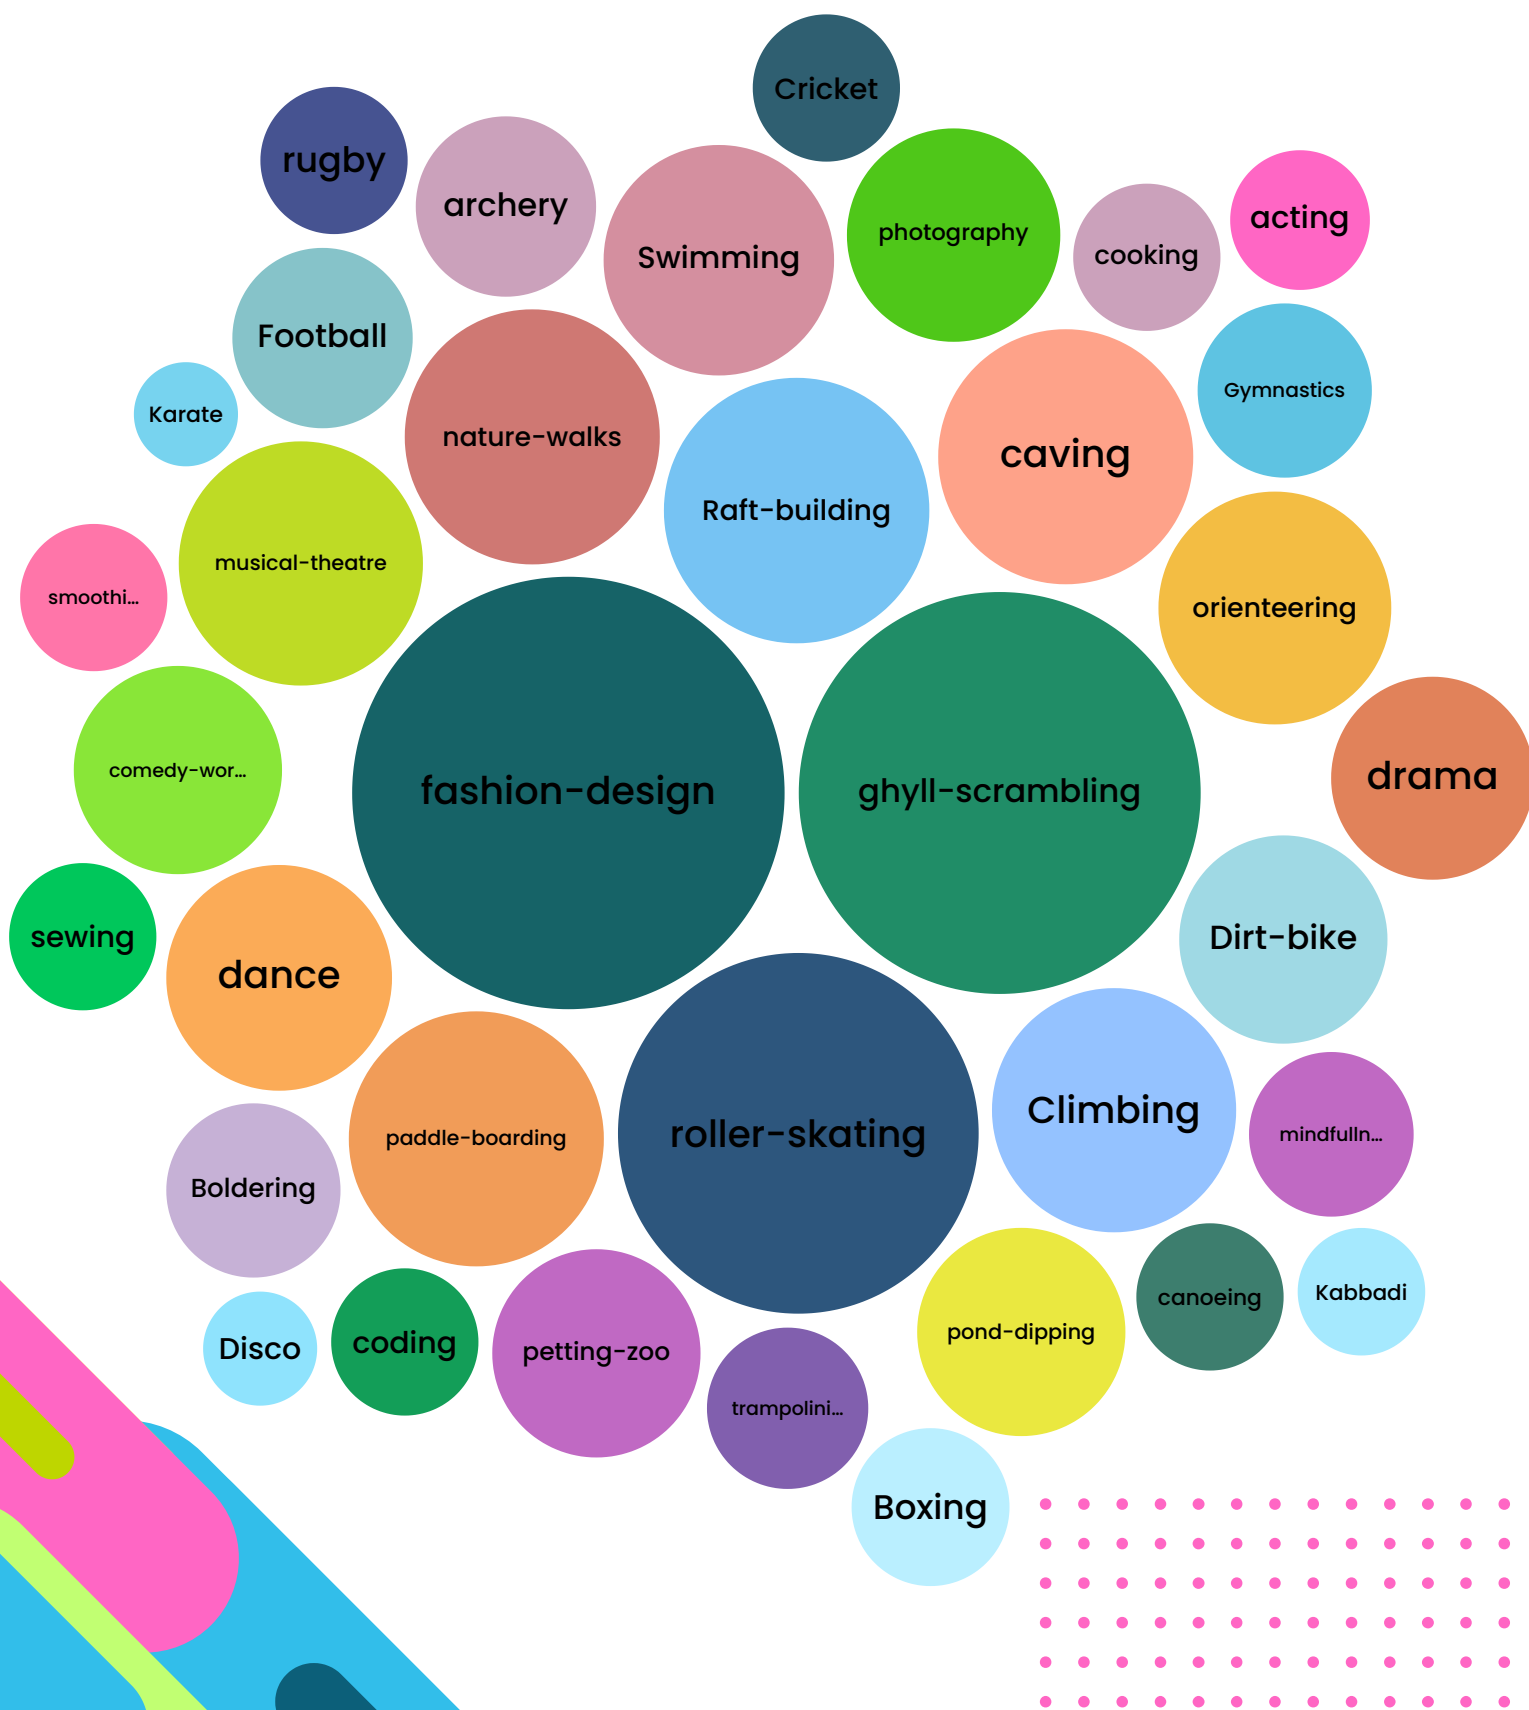 Cricket
rugby
archery
acting
Swimming
photography
cooking
Football
Gymnastics
Karate
nature-walks
caving
Raft-building
musical-theatre
smoothi...
orienteering
comedy-wor...
fashion-design
ghyll-scrambling
drama
sewing
dance
Dirt-bike
Climbing
roller-skating
paddle-boarding
mindfulln...
Boldering
Kabbadi
canoeing
pond-dipping
Disco
coding
petting-zoo
trampolini...
Boxing